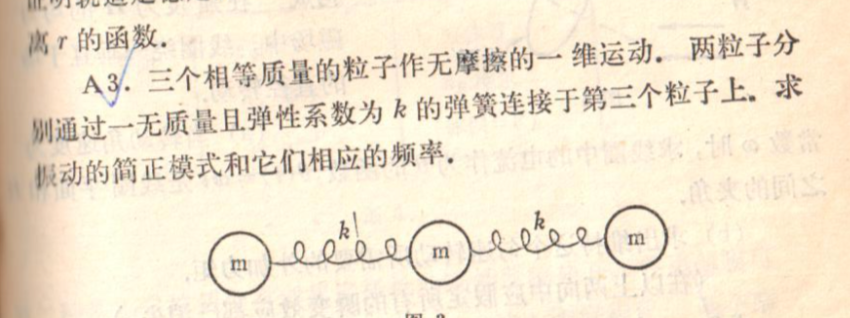 离 r 的函数．
A3．三个相等质量的粒子作无摩擦的一维运动．两粒子分
别通过一无质量且弹性系数为 k 的弹簧连接于第三个粒子上。求
振动的简正模式和它们相应的频率．
k k
m m m